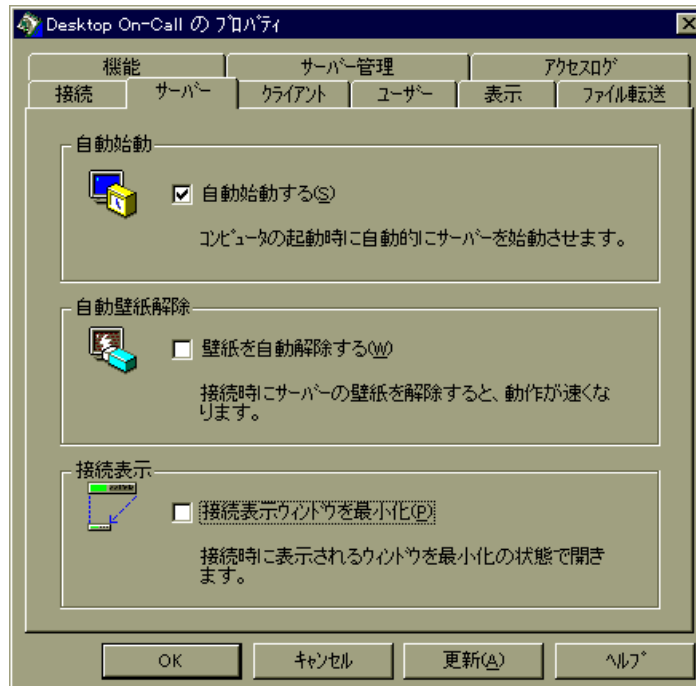 Desktop On-Call の ﾌﾟﾛﾊﾟﾃｨ
機能 サーバー管理 ｱｸｾｽﾛｸﾞ
接続 サーバー ｸﾗｲｱﾝﾄ ユーザー 表示 ﾌｧｲﾙ転送
自動始動
自動始動する(S)
ｺﾝﾋﾟｭｰﾀの起動時に自動的にサーバーを始動させます。
自動壁紙解除
壁紙を自動解除する(W)
接続時にサーバーの壁紙を解除すると、動作が速くな
ります。
接続表示
接続表示ｳｨﾝﾄﾞｳを最小化(P)
接続時に表示されるｳｨﾝﾄﾞｳを最小化の状態で開き
ます。
OK ｷｬﾝｾﾙ 更新(A) ﾍﾙﾌﾟ